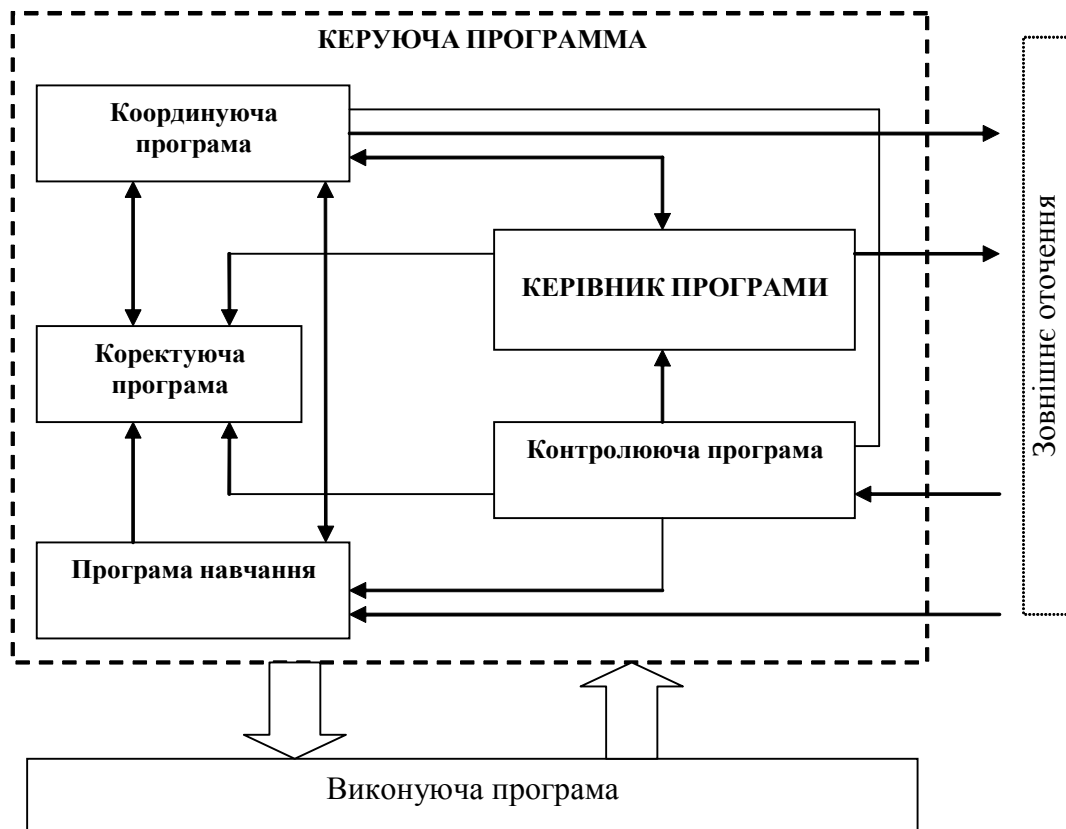 КЕРУЮЧА ПРОГРАММА
Координуюча
програма
КЕРІВНИК ПРОГРАМИ
Коректуюча
програма
Контролююча програма
Програма навчання
Зовнішнє оточення
Виконуюча програма